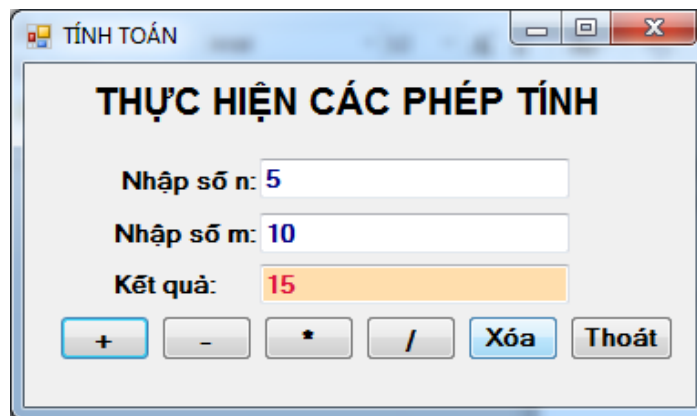 TÍNH TOÁN
THỰC HIỆN CÁC PHÉP TÍNH
Nhập số n: 5
Nhập số m: 10
Kết quả: 15
+ - * / Xóa Thoát